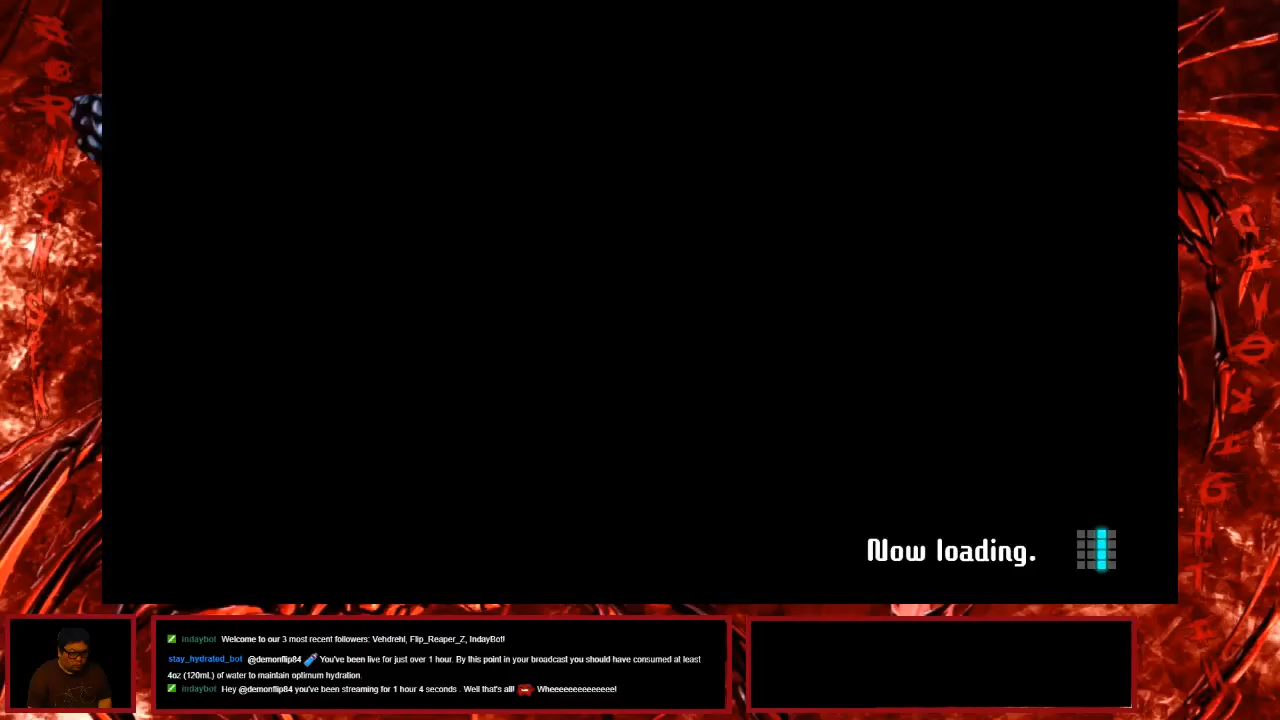 Now loading.
indaybot Welcome to our 3 most recent followers: Vehdrehl, Flip_Reaper_Z, IndayBot!
stay_hydrated_bot @demonflip84 You've been live for just over 1 hour. By this point in your broadcast you should have consumed at least
4oz (120mL) of water to maintain optimum hydration.
indaybot Hey @demonflip84 you've been streaming for 1 hour 4 seconds . Well that's all! Wheeeeeeeeeeeeee!